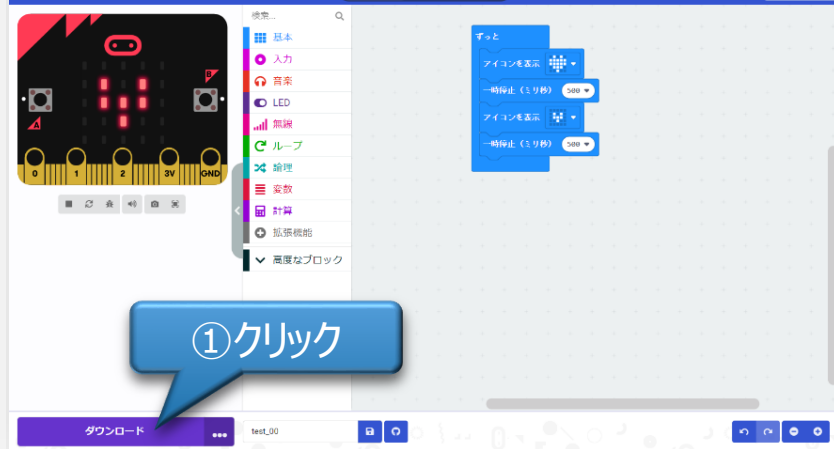 検索...
基本
入力
音楽
LED
無線
ループ
論理
変数
計算
拡張機能
高度なブロック
ずっと
アイコンを表示
一時停止（ミリ秒） 500
アイコンを表示
一時停止（ミリ秒） 500
B
A
0 1 2 3V GND
①クリック
ダウンロード
test_00